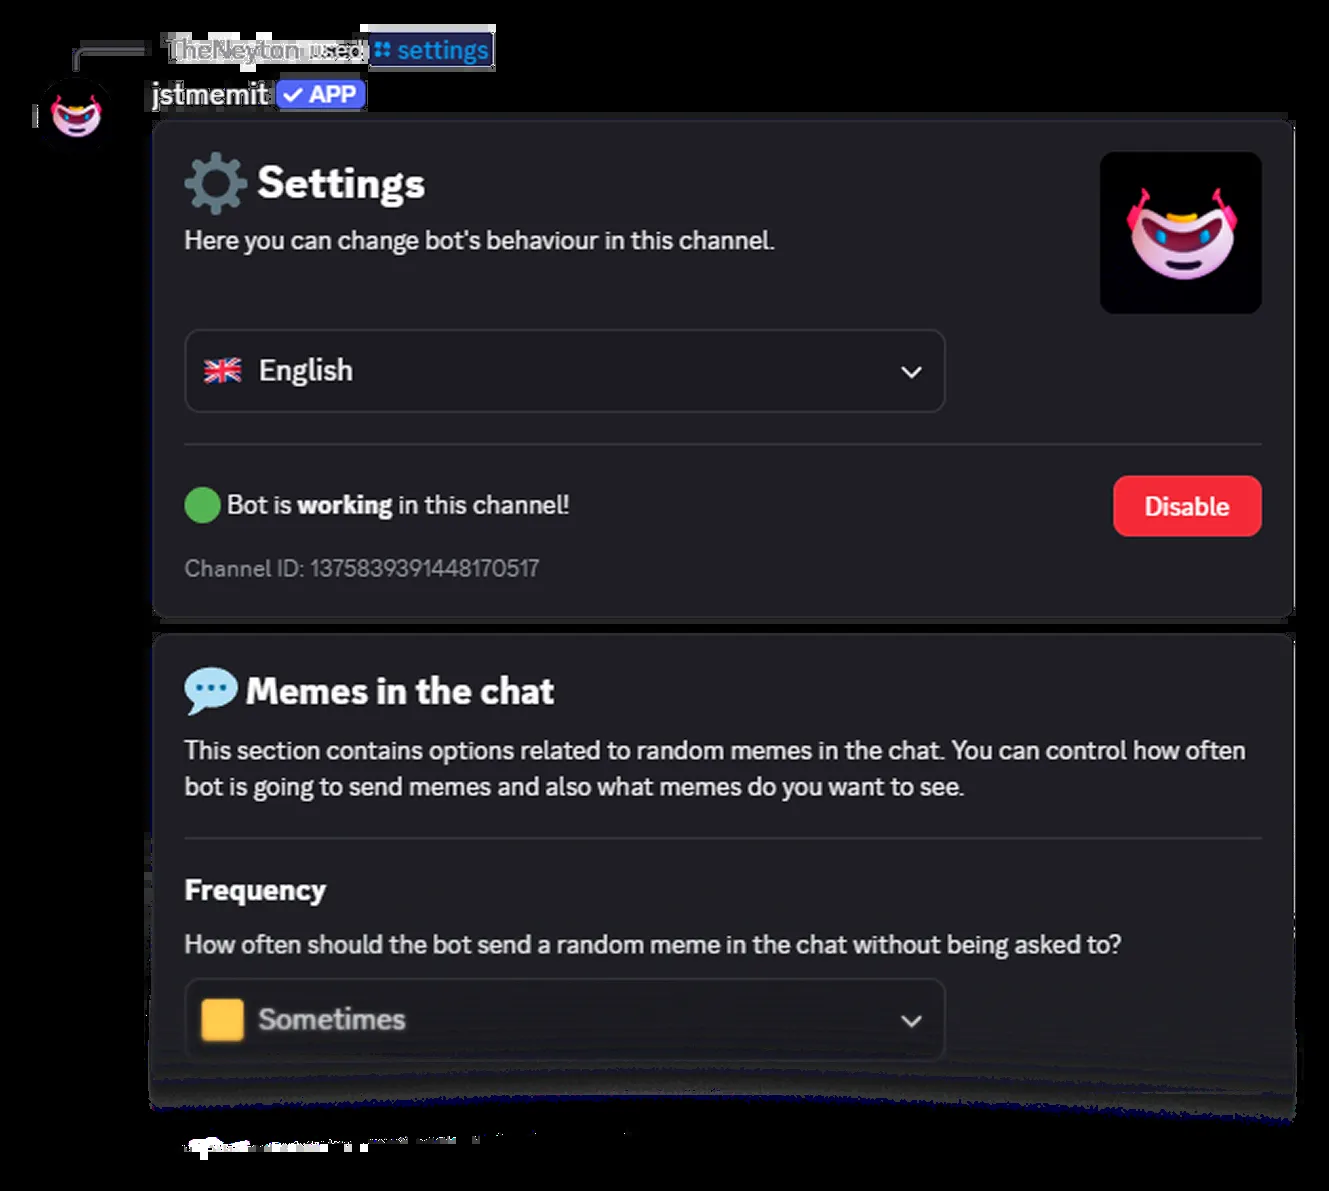 TheNeyton used settings
jstmemit ✓ APP
Settings
Here you can change bot's behaviour in this channel.
English
Bot is working in this channel!
Disable
Channel ID: 1375839391448170517
Memes in the chat
This section contains options related to random memes in the chat. You can control how often
bot is going to send memes and also what memes do you want to see.
Frequency
How often should the bot send a random meme in the chat without being asked to?
Sometimes